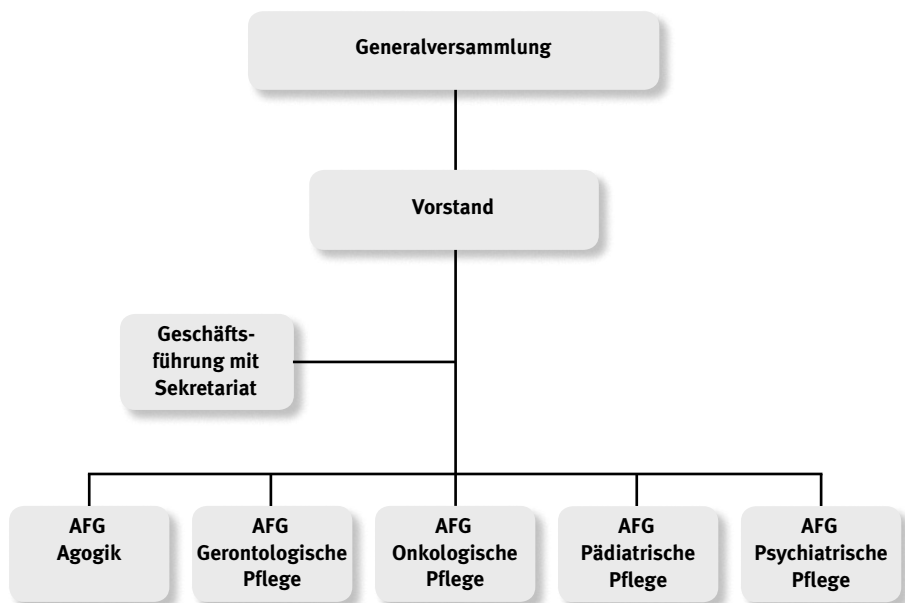 Generalversammlung
Vorstand
Geschäfts-
führung mit
Sekretariat
AFG
Agogik
AFG
Gerontologische
Pflege
AFG
Onkologische
Pflege
AFG
Pädiatrische
Pflege
AFG
Psychiatrische
Pflege